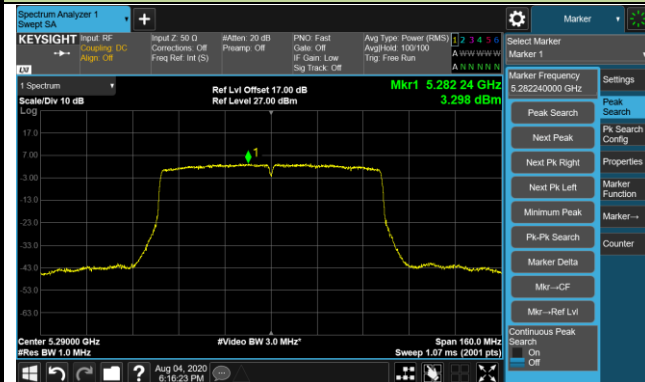 Spectrum Analyzer 1
Swept SA
+
Marker
KEYSIGHT
Input: RF
Coupling: DC
Align: Off
Input Z: 50 Ω
Corrections: Off
Freq Ref: Int (S)
#Atten: 20 dB
Preamp: Off
PNO: Fast
Gate: Off
IF Gain: Low
Sig Track: Off
Avg Type: Power (RMS)
Avg|Hold: 100/100
Trig: Free Run
1 2 3 4 5 6
A W W W W W
A N N N N N
LXI
Select Marker
Marker 1
1 Spectrum
Scale/Div 10 dB
Ref Lvl Offset 17.00 dB
Ref Level 27.00 dBm
Mkr1 5.282 24 GHz
3.298 dBm
Log
17.0
7.00
-3.00
-13.0
-23.0
-33.0
-43.0
-53.0
-63.0
1
Center 5.29000 GHz
#Res BW 1.0 MHz
#Video BW 3.0 MHz*
Span 160.0 MHz
Sweep 1.07 ms (2001 pts)
Marker Frequency
5.282240000 GHz
Peak Search
Next Peak
Next Pk Right
Next Pk Left
Minimum Peak
Pk-Pk Search
Marker Delta
Mkr→CF
Mkr→Ref Lvl
Continuous Peak
Search
On
Off
Settings
Peak
Search
Pk Search
Config
Properties
Marker
Function
Marker→
Counter
?
Aug 04, 2020
6:16:23 PM